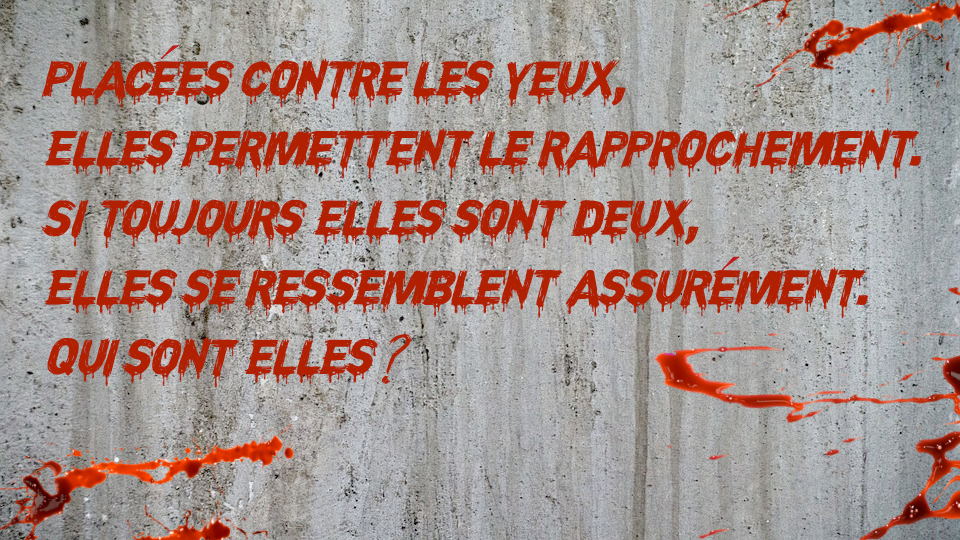 PLACÉES CONTRE LES YEUX,
ELLES PERMETTENT LE RAPPROCHEMENT.
SI TOUJOURS ELLES SONT DEUX,
ELLES SE RESSEMBLENT ASSURÉMENT.
QUI SONT ELLES ?